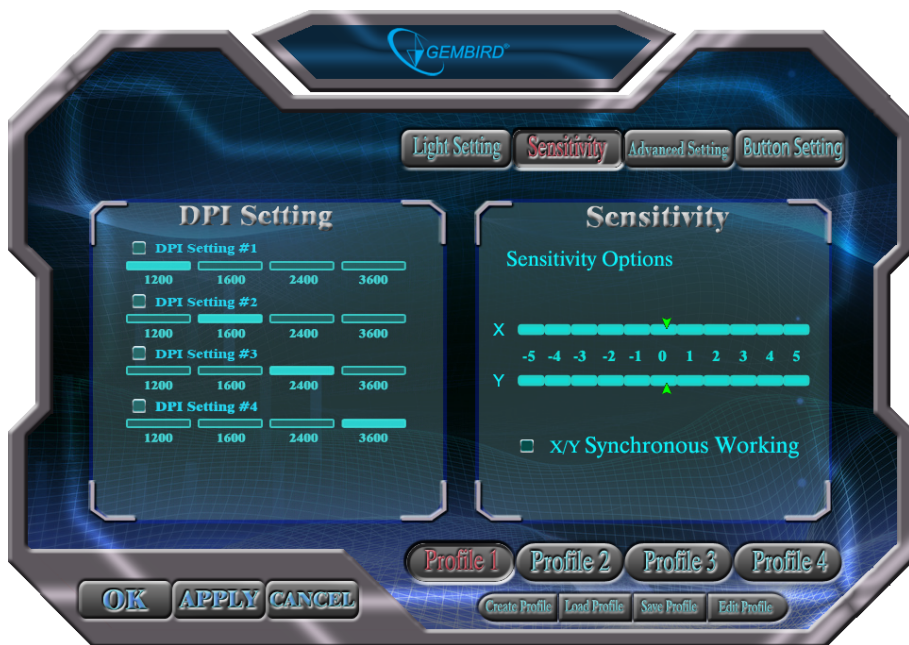 GEMBIRD®
Light Setting Sensitivity Advanced Setting Button Setting
DPI Setting
DPI Setting #1
1200 1600 2400 3600
DPI Setting #2
1200 1600 2400 3600
DPI Setting #3
1200 1600 2400 3600
DPI Setting #4
1200 1600 2400 3600
Sensitivity
Sensitivity Options
X
-5 -4 -3 -2 -1 0 1 2 3 4 5
Y
X/Y Synchronous Working
Profile 1 Profile 2 Profile 3 Profile 4
OK APPLY CANCEL
Create Profile Load Profile Save Profile Edit Profile